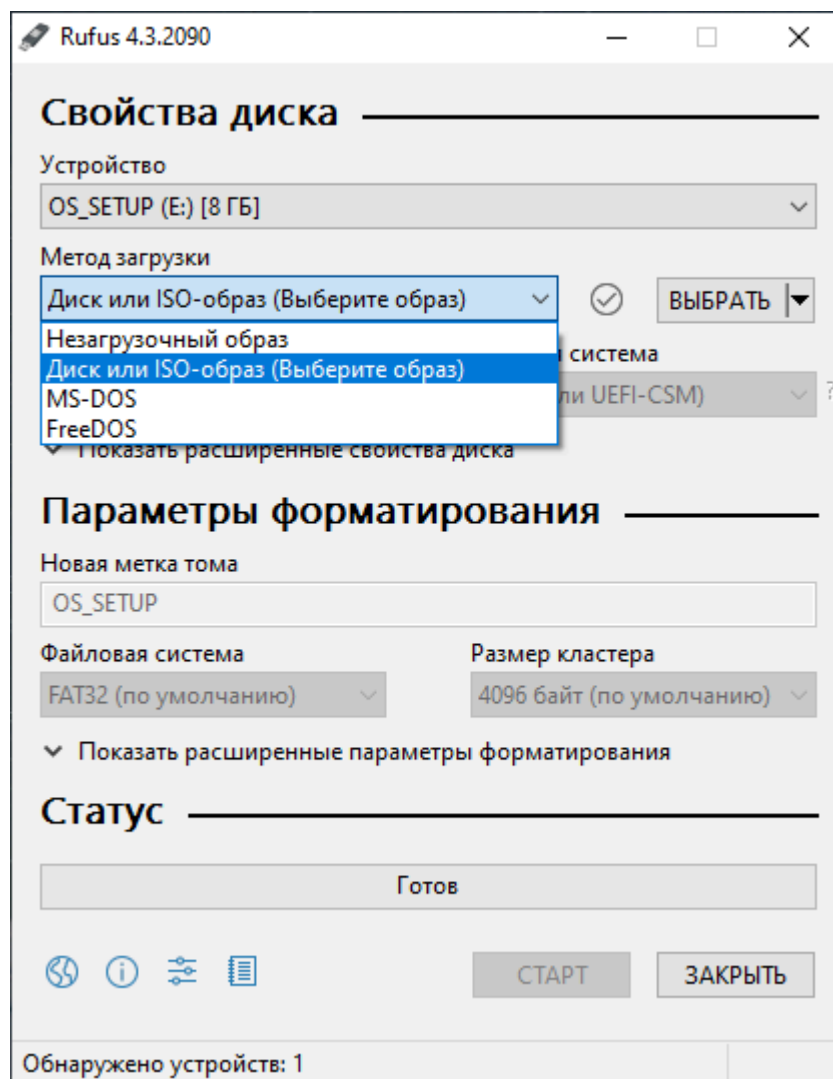 Rufus 4.3.2090
Свойства диска
Устройство
OS_SETUP (E:) [8 ГБ]
Метод загрузки
Диск или ISO-образ (Выберите образ)
ВЫБРАТЬ
Незагрузочный образ
Диск или ISO-образ (Выберите образ)
MS-DOS
FreeDOS
система
UEFI-CSM)
?
Показать расширенные свойства диска
Параметры форматирования
Новая метка тома
OS_SETUP
Файловая система
Размер кластера
FAT32 (по умолчанию)
4096 байт (по умолчанию)
Показать расширенные параметры форматирования
Статус
Готов
СТАРТ
ЗАКРЫТЬ
Обнаружено устройств: 1